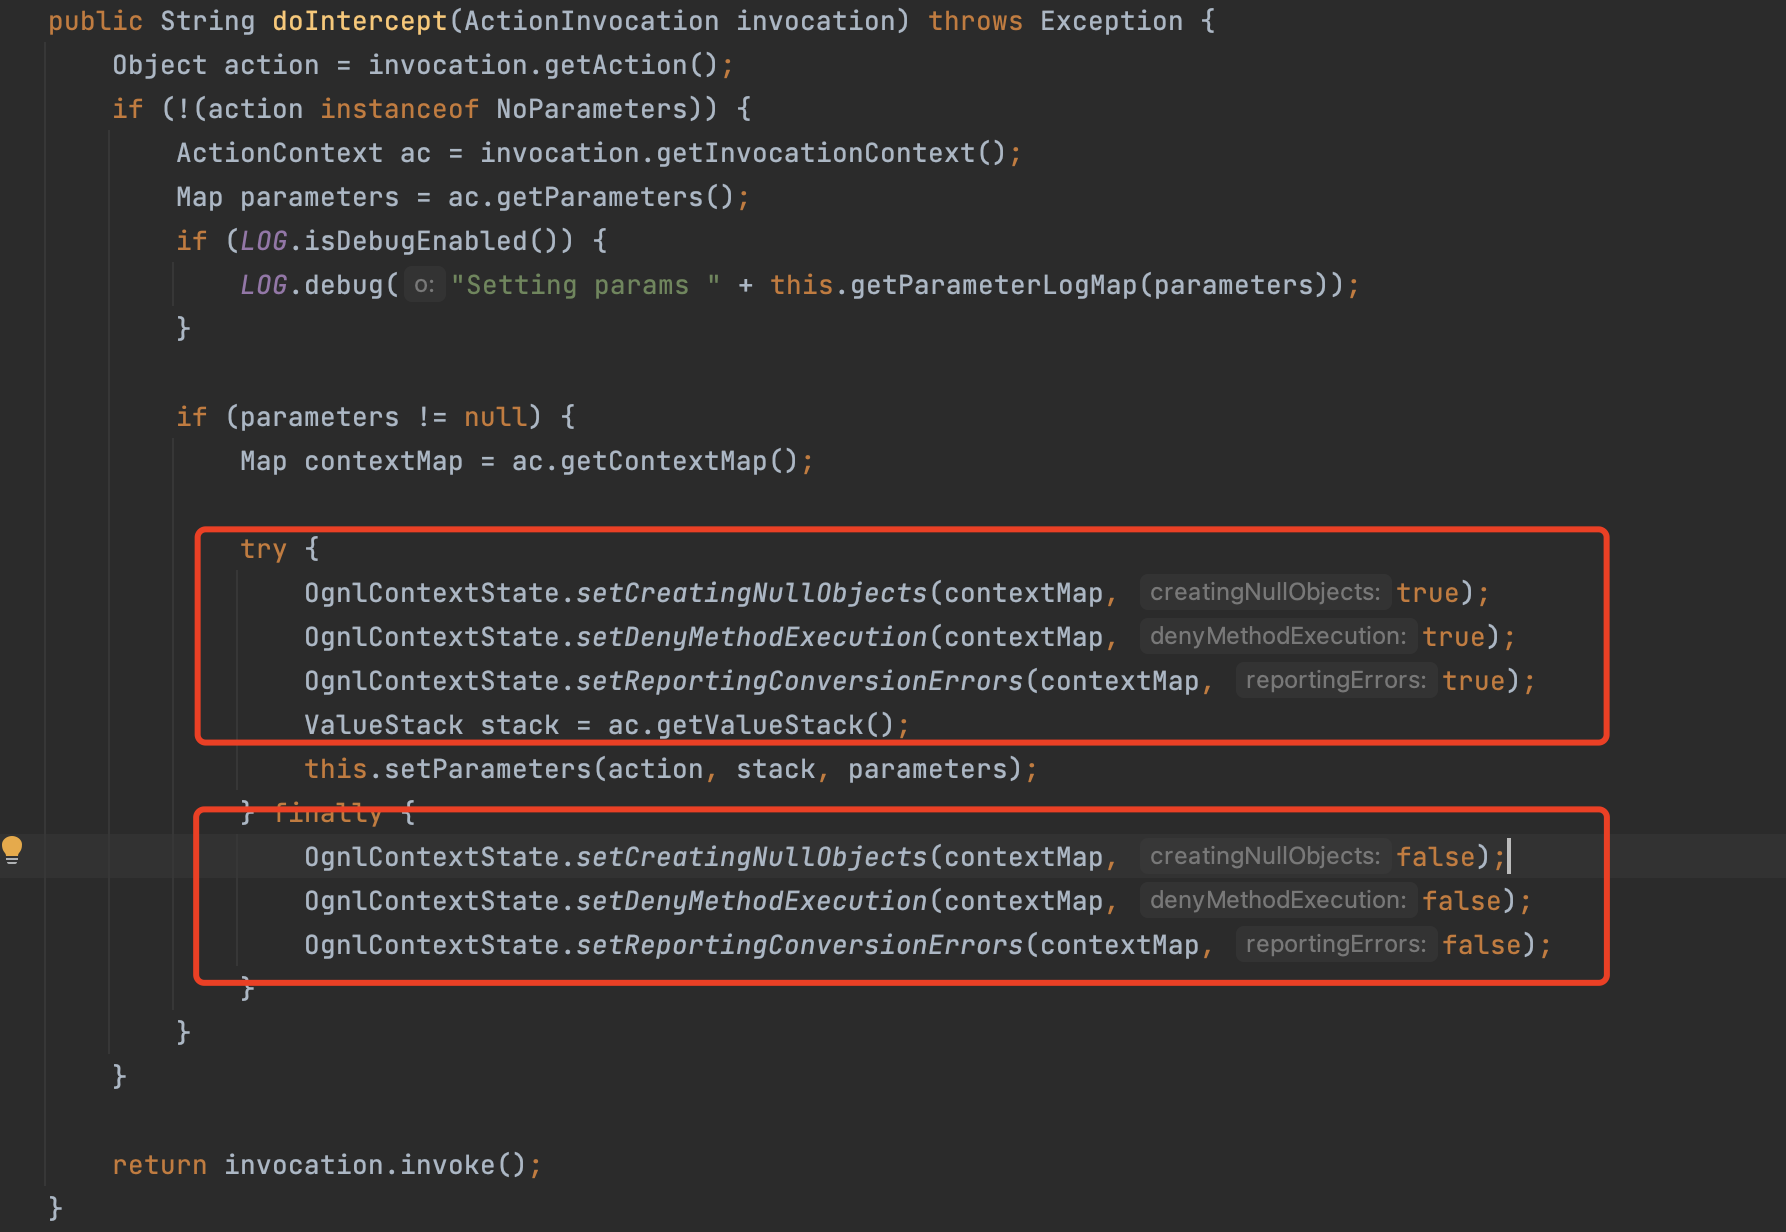 public String doIntercept(ActionInvocation invocation) throws Exception {
    Object action = invocation.getAction();
    if (!(action instanceof NoParameters)) {
        ActionContext ac = invocation.getInvocationContext();
        Map parameters = ac.getParameters();
        if (LOG.isDebugEnabled()) {
            LOG.debug( o: "Setting params " + this.getParameterLogMap(parameters));
        }

        if (parameters != null) {
            Map contextMap = ac.getContextMap();

            try {
                OgnlContextState.setCreatingNullObjects(contextMap, creatingNullObjects: true);
                OgnlContextState.setDenyMethodExecution(contextMap, denyMethodExecution: true);
                OgnlContextState.setReportingConversionErrors(contextMap, reportingErrors: true);
                ValueStack stack = ac.getValueStack();
                this.setParameters(action, stack, parameters);
            } finally {
                OgnlContextState.setCreatingNullObjects(contextMap, creatingNullObjects: false);
                OgnlContextState.setDenyMethodExecution(contextMap, denyMethodExecution: false);
                OgnlContextState.setReportingConversionErrors(contextMap, reportingErrors: false);
            }
        }
    }

    return invocation.invoke();
}